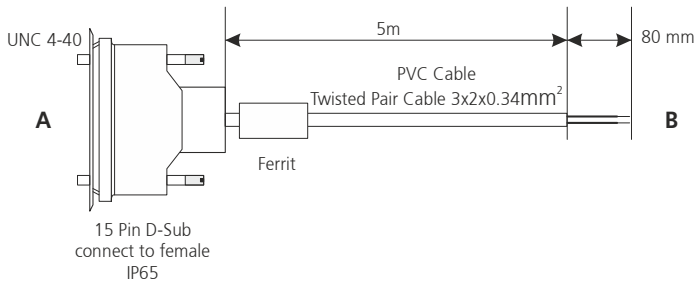 UNC 4-40
5m
80 mm
PVC Cable
Twisted Pair Cable 3x2x0.34mm²
A
B
Ferrit
15 Pin D-Sub
connect to female
IP65